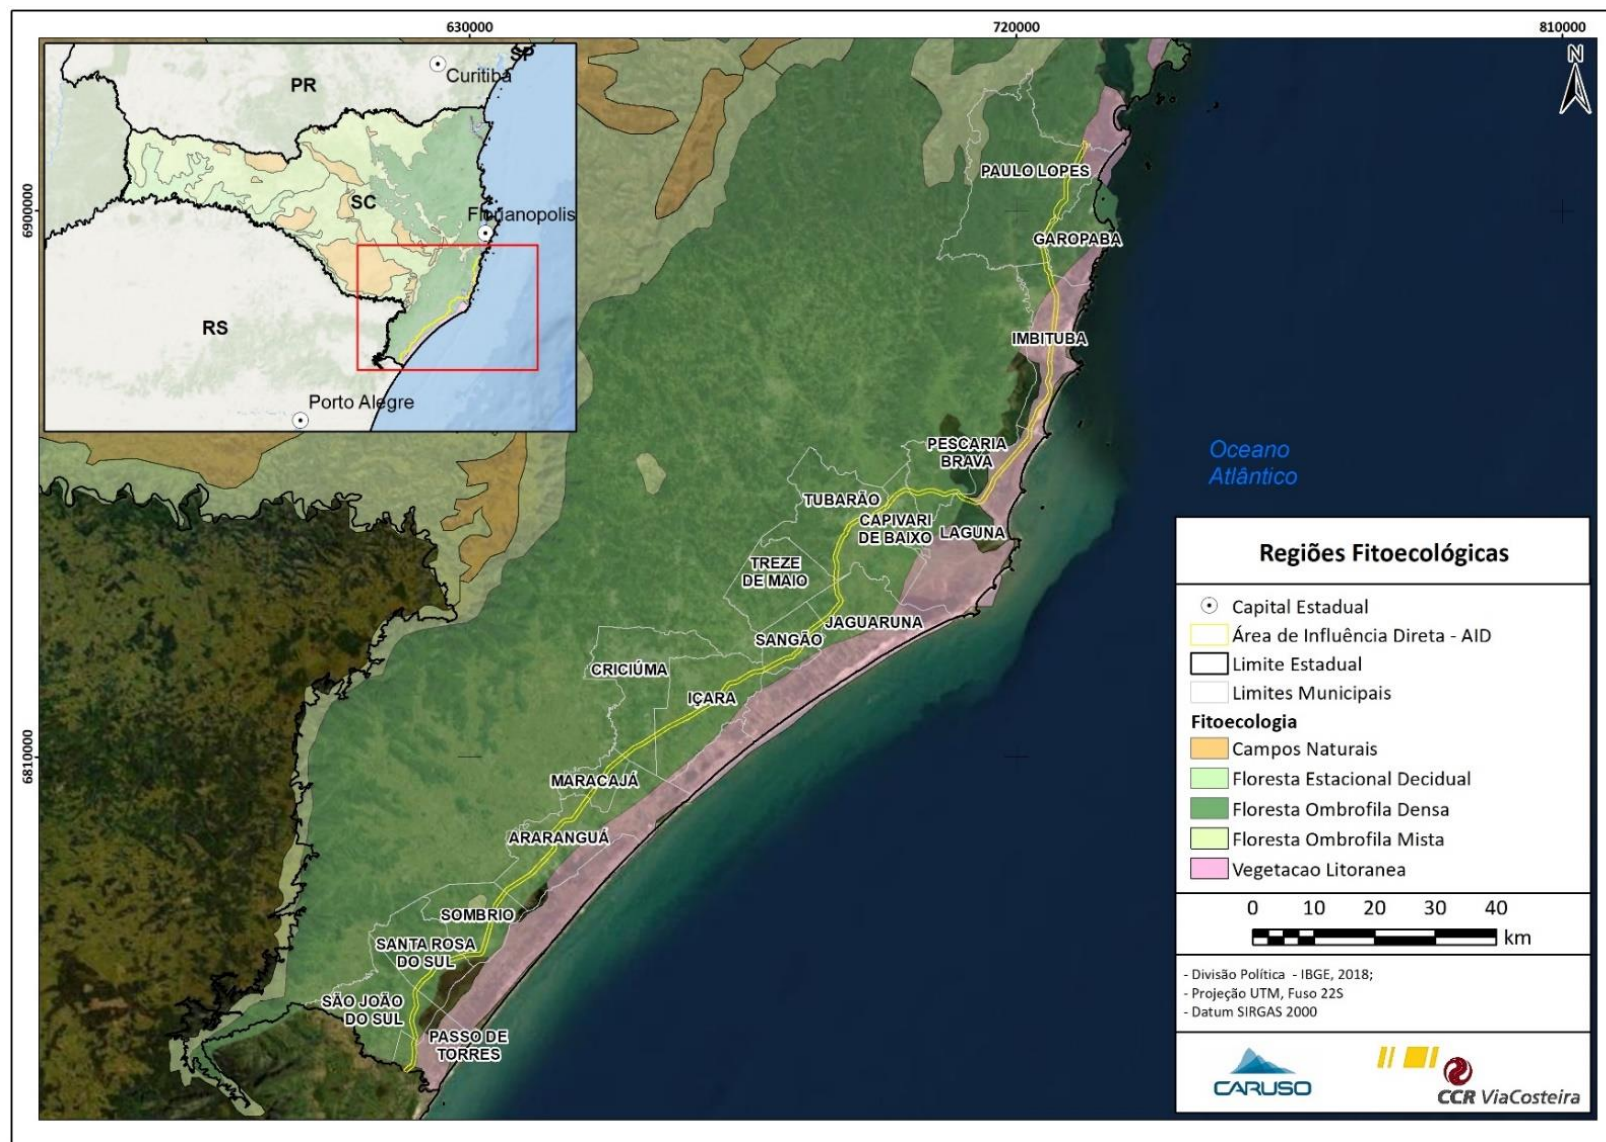 630000
720000
810000
6900000
6810000
N
SP
Curitiba
PR
SC
Florianopolis
RS
Porto Alegre
PAULO LOPES
GAROPABA
IMBITUBA
PESCARIA
BRAVA
TUBARÃO
CAPIVARI
DE BAIXO
LAGUNA
TREZE
DE MAIO
JAGUARUNA
SANGÃO
CRICIÚMA
IÇARA
MARACAJÁ
ARARANGUÁ
SOMBRIO
SANTA ROSA
DO SUL
SÃO JOÃO
DO SUL
PASSO DE
TORRES
Oceano
Atlântico
Regiões Fitoecológicas
Capital Estadual
Área de Influência Direta - AID
Limite Estadual
Limites Municipais
Fitoecologia
Campos Naturais
Floresta Estacional Decidual
Floresta Ombrofila Densa
Floresta Ombrofila Mista
Vegetacao Litoranea
0 10 20 30 40
km
- Divisão Política - IBGE, 2018;
- Projeção UTM, Fuso 22S
- Datum SIRGAS 2000
CARUSO
CCR ViaCosteira